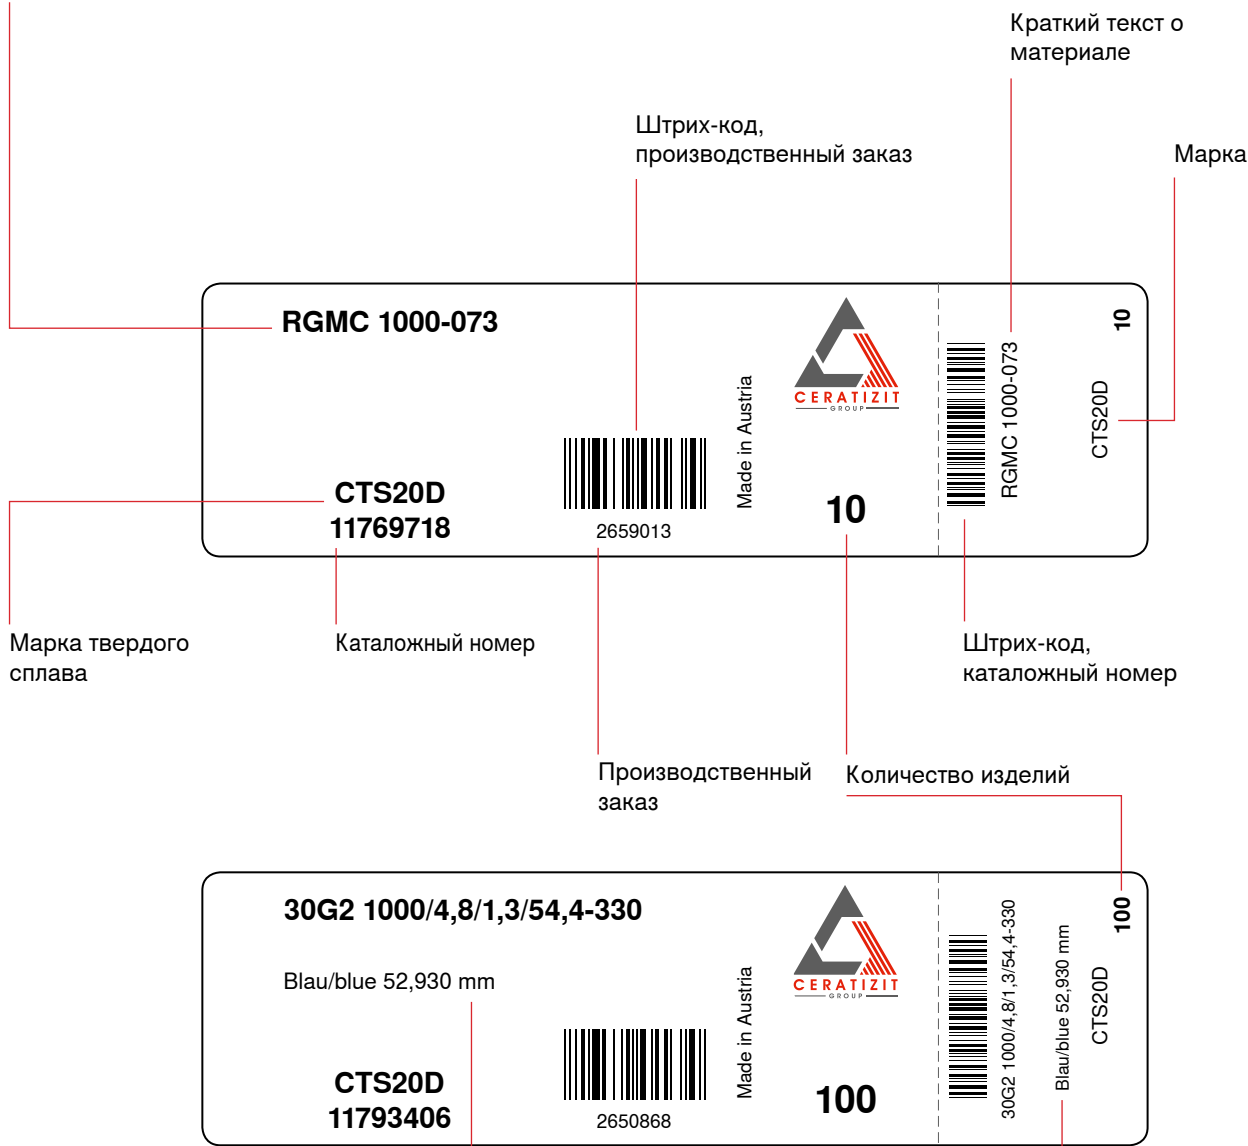 Краткий текст о
материале
Штрих-код,
производственный заказ
Марка
RGMC 1000-073
CTS20D
11769718
2659013
Made in Austria
CERATIZIT
GROUP
10
RGMC 1000-073
CTS20D
10
Марка твердого
сплава
Каталожный номер
Штрих-код,
каталожный номер
Производственный
заказ
Количество изделий
30G2 1000/4,8/1,3/54,4-330
Blau/blue 52,930 mm
CTS20D
11793406
2650868
Made in Austria
CERATIZIT
GROUP
100
30G2 1000/4,8/1,3/54,4-330
Blau/blue 52,930 mm
CTS20D
100